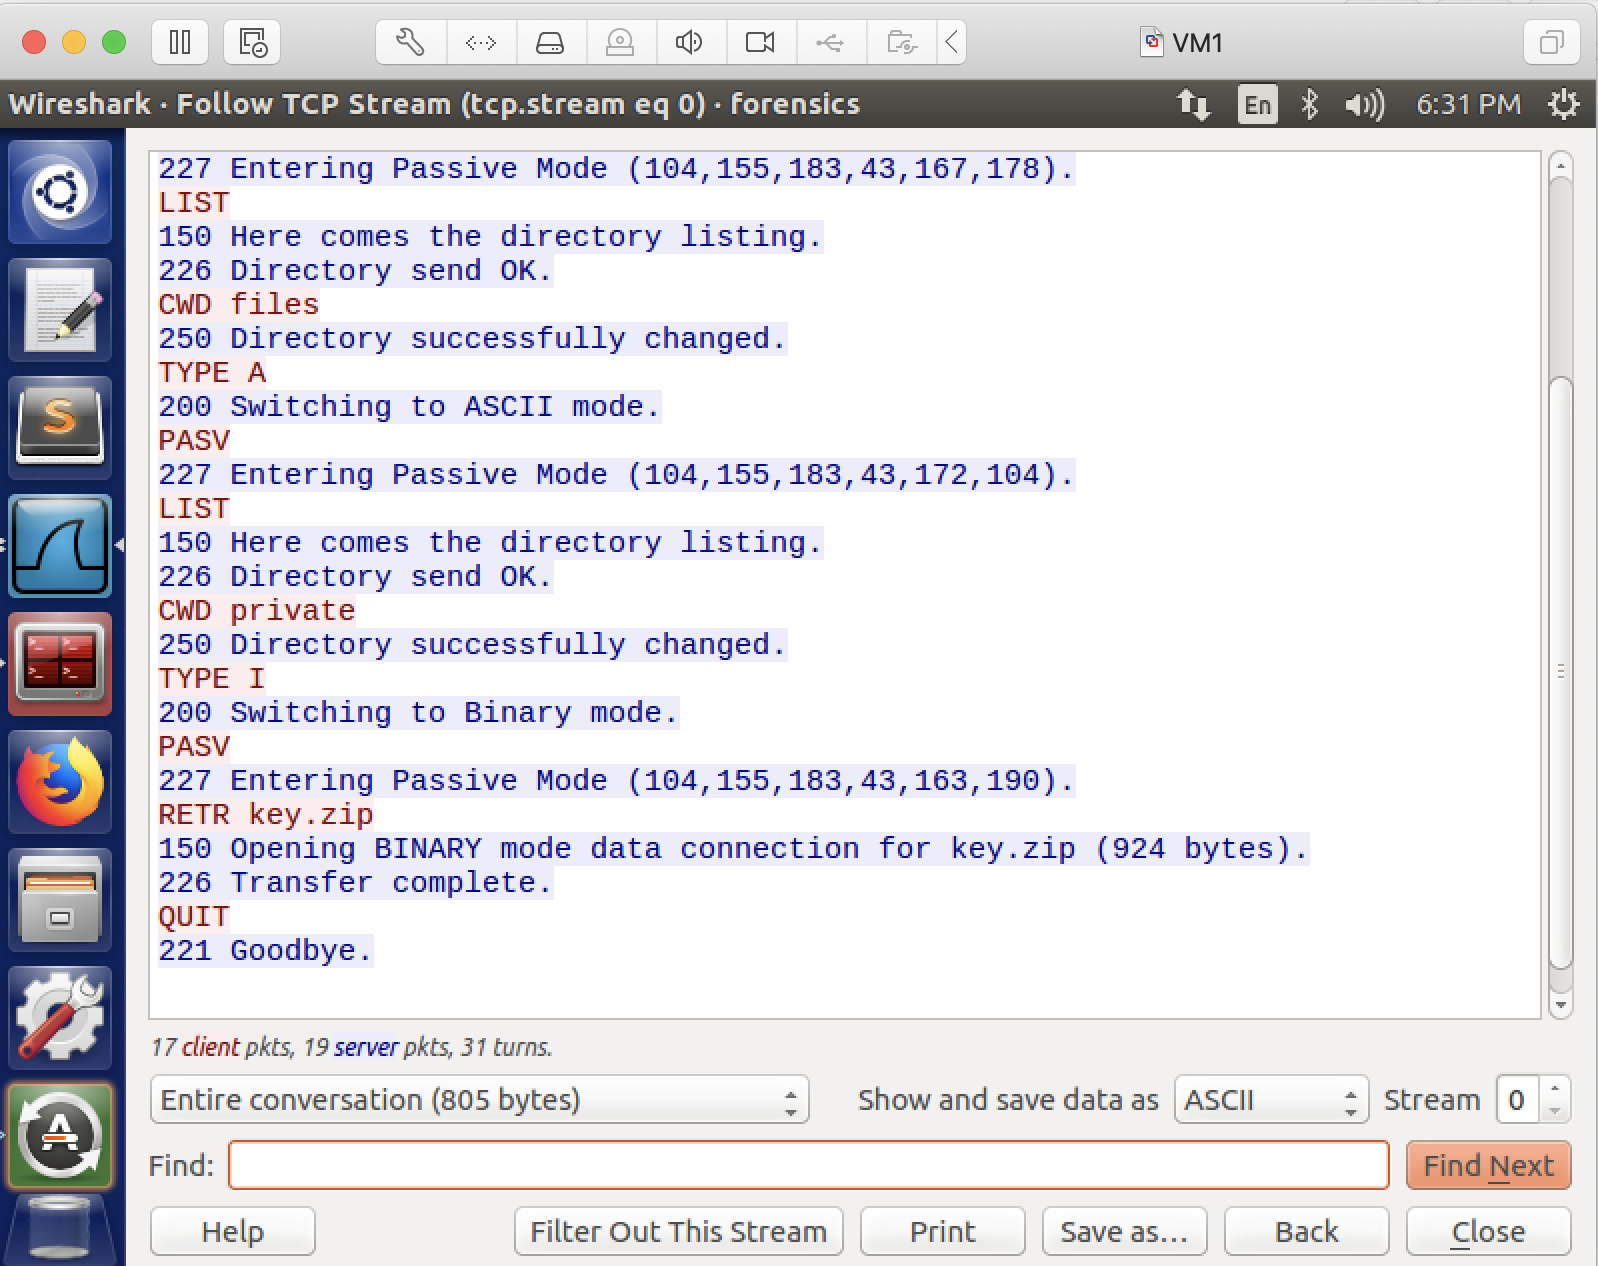 VM1
Wireshark · Follow TCP Stream (tcp.stream eq 0) · forensics En 6:31 PM
227 Entering Passive Mode (104,155,183,43,167,178).
LIST
150 Here comes the directory listing.
226 Directory send OK.
CWD files
250 Directory successfully changed.
TYPE A
200 Switching to ASCII mode.
PASV
227 Entering Passive Mode (104,155,183,43,172,104).
LIST
150 Here comes the directory listing.
226 Directory send OK.
CWD private
250 Directory successfully changed.
TYPE I
200 Switching to Binary mode.
PASV
227 Entering Passive Mode (104,155,183,43,163,190).
RETR key.zip
150 Opening BINARY mode data connection for key.zip (924 bytes).
226 Transfer complete.
QUIT
221 Goodbye.
17 client pkts, 19 server pkts, 31 turns.
Entire conversation (805 bytes) Show and save data as ASCII Stream 0
Find: Find Next
Help Filter Out This Stream Print Save as... Back Close